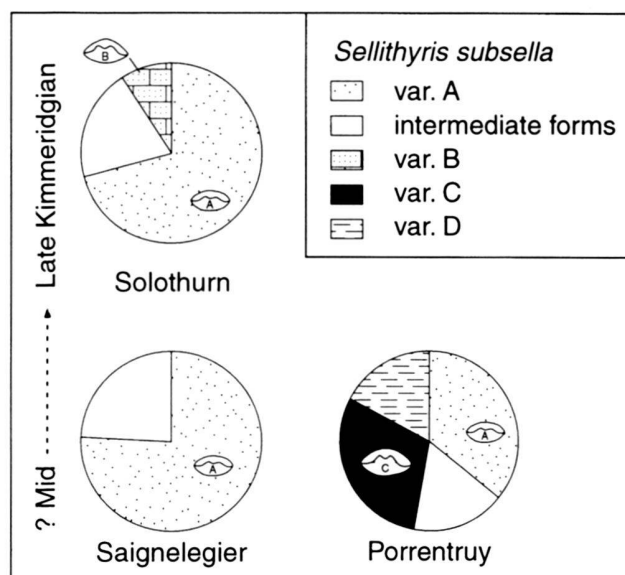 Late Kimmeridgian
? Mid
B
A
Solothurn
Sellithyris subsella
var. A
intermediate forms
var. B
var. C
var. D
A
Saignelegier
A
C
Porrentruy